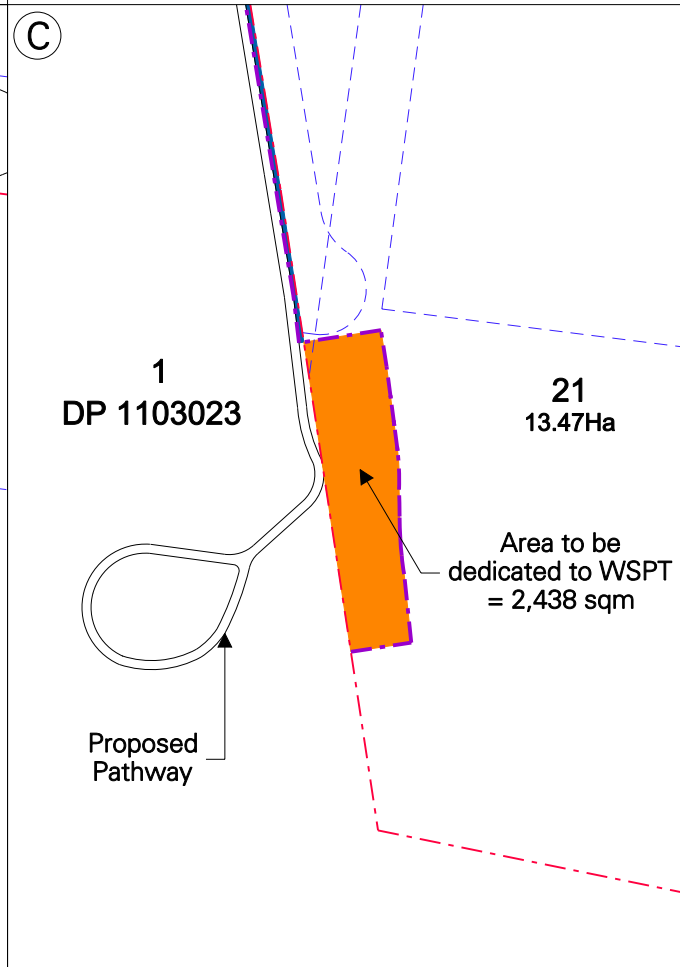 C
1
DP 1103023
21
13.47Ha
Area to be
dedicated to WSPT
= 2,438 sqm
Proposed
Pathway